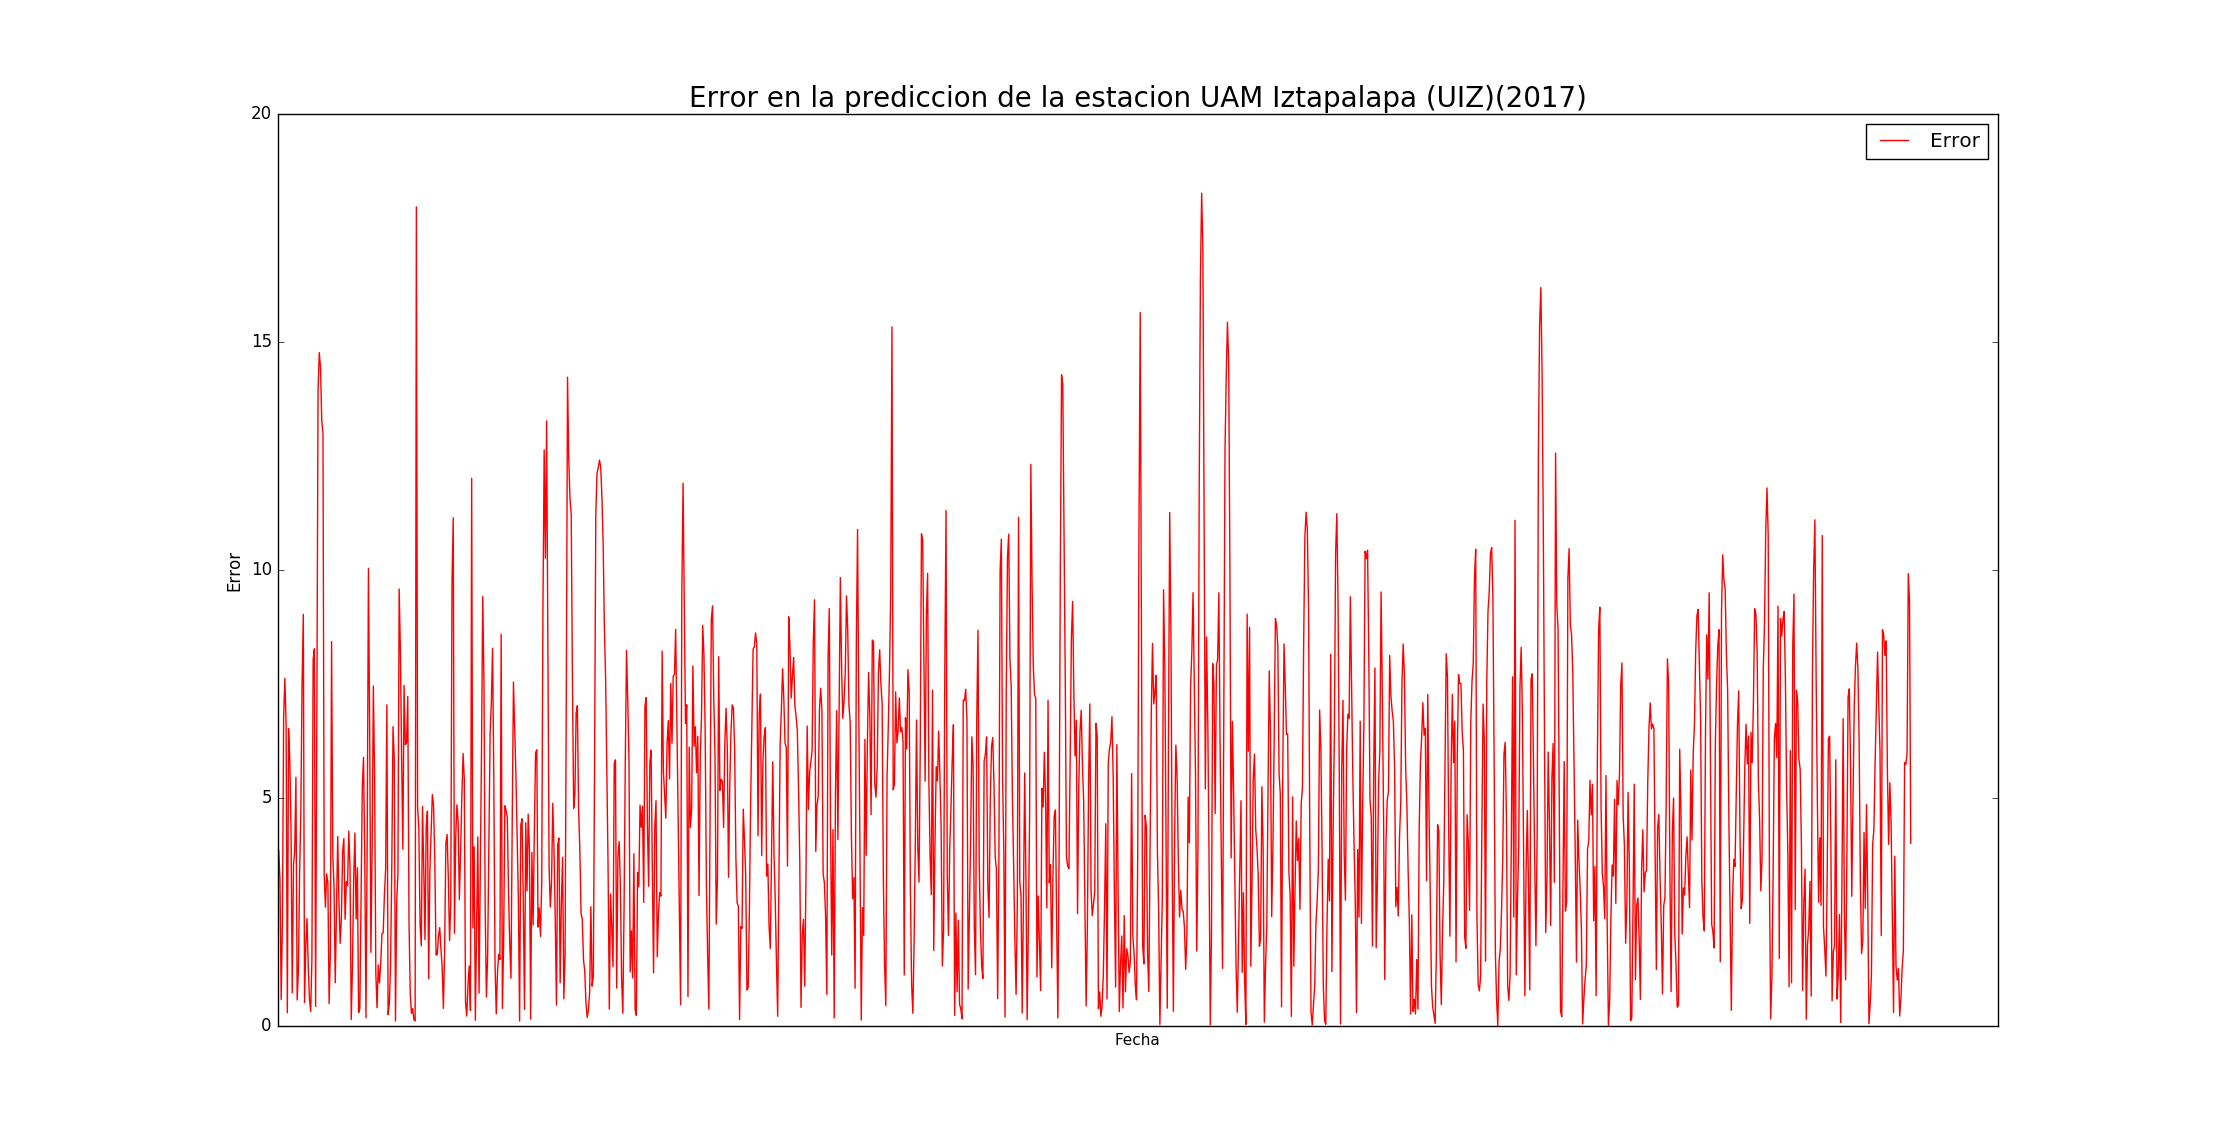 Error en la prediccion de la estacion UAM Iztapalapa (UIZ)(2017)
20
Error
15
10
Error
5
0
Fecha